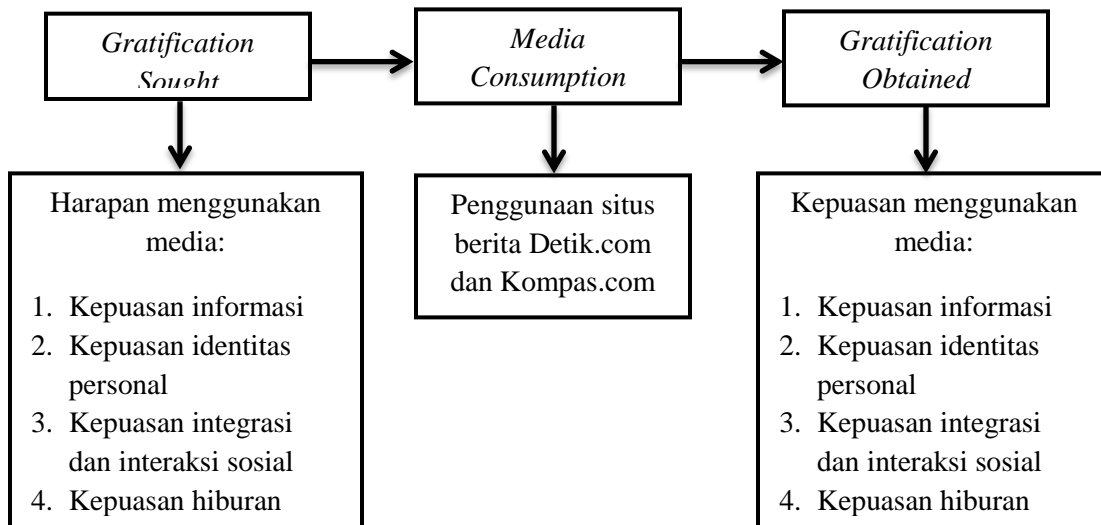 Gratification
Sought
Media
Consumption
Gratification
Obtained
Harapan menggunakan
media:
1. Kepuasan informasi
2. Kepuasan identitas
personal
3. Kepuasan integrasi
dan interaksi sosial
4. Kepuasan hiburan
Penggunaan situs
berita Detik.com
dan Kompas.com
Kepuasan menggunakan
media:
1. Kepuasan informasi
2. Kepuasan identitas
personal
3. Kepuasan integrasi
dan interaksi sosial
4. Kepuasan hiburan